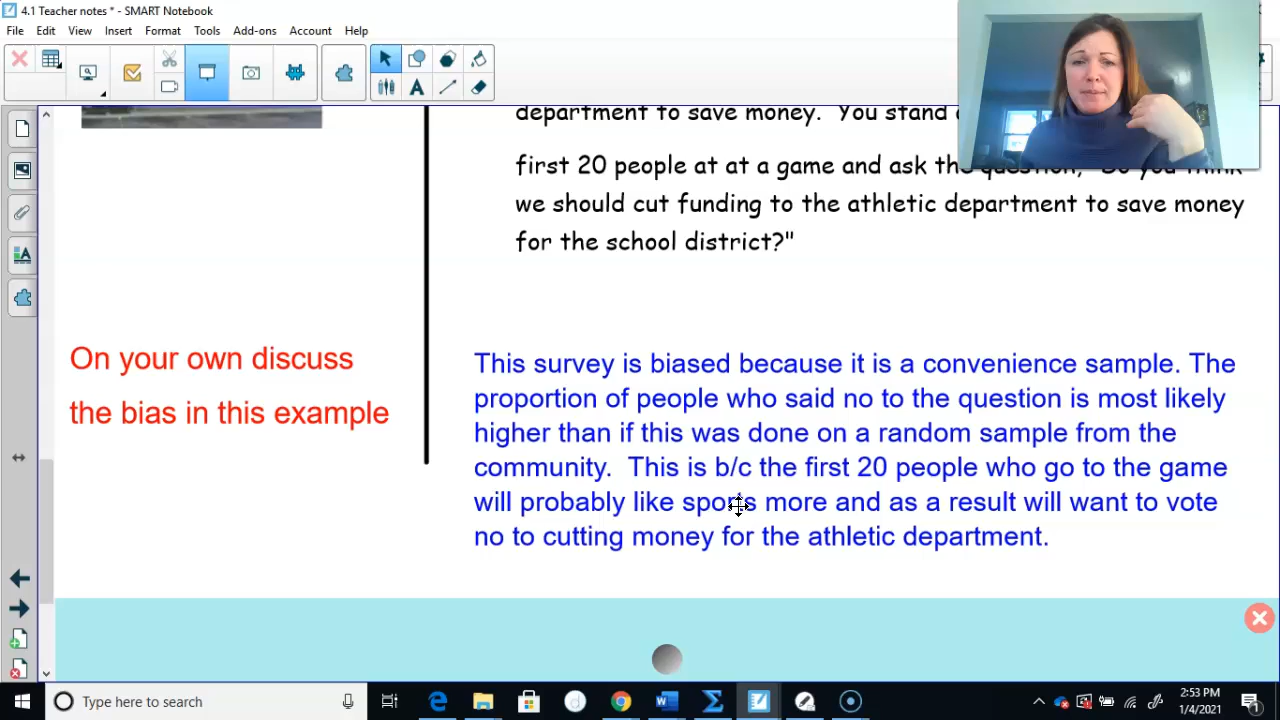 4.1 Teacher notes * - SMART Notebook
File Edit View Insert Format Tools Add-ons Account Help
department to save money. You stand
first 20 people at at a game and ask the question, "Do you think
we should cut funding to the athletic department to save money
for the school district?"
On your own discuss
the bias in this example
This survey is biased because it is a convenience sample. The
proportion of people who said no to the question is most likely
higher than if this was done on a random sample from the
community. This is b/c the first 20 people who go to the game
will probably like sports more and as a result will want to vote
no to cutting money for the athletic department.
Type here to search
2:53 PM
1/4/2021